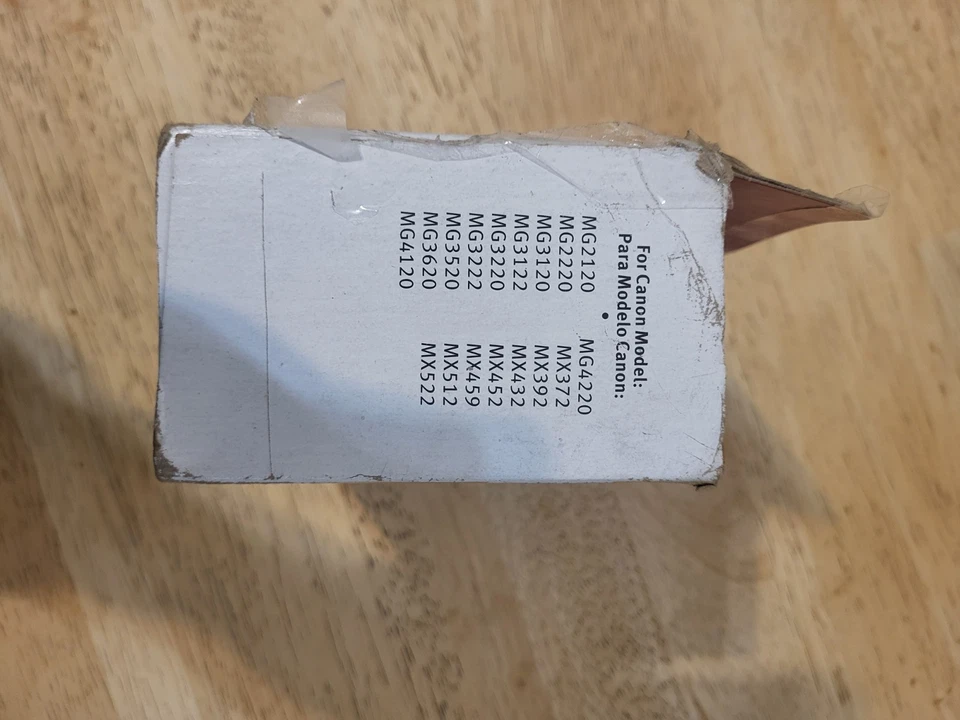 For Canon Model:
Para Modelo Canon:
MG2120 MG4220
MG2220 MX372
MG3120 MX392
MG3122 MX432
MG3220 MX452
MG3222 MX459
MG3520 MX512
MG3620 MX522
MG4120